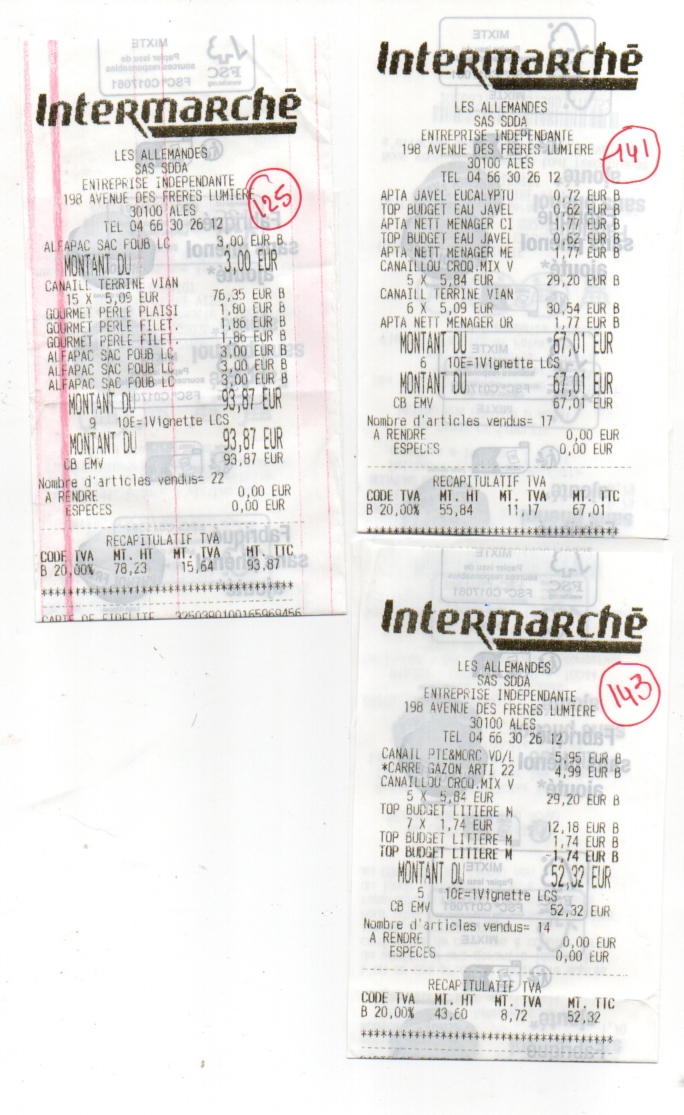 Intermarchē
LES ALLEMANDES
SAS SDDA
ENTREPRISE INDEPENDANTE
198 AVENUE DES FRERES LUMIERE
30100 ALES
TEL 04 66 30 26 12
125
ALFAPAC SAC POUB LC 3,00 EUR B
MONTANT DU 3,00 EUR
CANAILL TERRINE VIAN
15 X 5,09 EUR 76,35 EUR B
GOURMET PERLE PLAISI 1,80 EUR B
GOURMET PERLE FILET. 1,86 EUR B
GOURMET PERLE FILET. 1,86 EUR B
ALFAPAC SAC POUB LC 3,00 EUR B
ALFAPAC SAC POUB LC 3,00 EUR B
ALFAPAC SAC POUB LC 3,00 EUR B
MONTANT DU 93,87 EUR
9 10E=1Vignette LCS
MONTANT DU 93,87 EUR
CB EMV 93,87 EUR
Nombre d'articles vendus= 22
A RENDRE 0,00 EUR
ESPECES 0,00 EUR
RECAPITULATIF TVA
CODE TVA MT. HT MT. TVA MT. TTC
B 20,00% 78,23 15,64 93,87
****************************************
CARTE DE FIDELITE 3250390100165969456
Intermarchē
LES ALLEMANDES
SAS SDDA
ENTREPRISE INDEPENDANTE
198 AVENUE DES FRERES LUMIERE
30100 ALES
TEL 04 66 30 26 12
141
APTA JAVEL EUCALYPTU 0,72 EUR B
TOP BUDGET EAU JAVEL 0,62 EUR B
APTA NETT MENAGER CI 1,77 EUR B
TOP BUDGET EAU JAVEL 0,62 EUR B
APTA NETT MENAGER ME 1,77 EUR B
CANAILLOU CROQ.MIX V
5 X 5,84 EUR 29,20 EUR B
CANAILL TERRINE VIAN
6 X 5,09 EUR 30,54 EUR B
APTA NETT MENAGER OR 1,77 EUR B
MONTANT DU 67,01 EUR
6 10E=1Vignette LCS
MONTANT DU 67,01 EUR
CB EMV 67,01 EUR
Nombre d'articles vendus= 17
A RENDRE 0,00 EUR
ESPECES 0,00 EUR
RECAPITULATIF TVA
CODE TVA MT. HT MT. TVA MT. TTC
B 20,00% 55,84 11,17 67,01
****************************************
Intermarchē
LES ALLEMANDES
SAS SDDA
ENTREPRISE INDEPENDANTE
198 AVENUE DES FRERES LUMIERE
30100 ALES
TEL 04 66 30 26 12
143
CANAIL PTE&MORC VO/L 5,95 EUR B
*CARRE GAZON ARTI 22 4,99 EUR B
CANAILLOU CROQ.MIX V
5 X 5,84 EUR 29,20 EUR B
TOP BUDGET LITIERE M
7 X 1,74 EUR 12,18 EUR B
TOP BUDGET LITIERE M 1,74 EUR B
TOP BUDGET LITIERE M -1,74 EUR B
MONTANT DU 52,32 EUR
5 10E=1Vignette LCS
CB EMV 52,32 EUR
Nombre d'articles vendus= 14
A RENDRE 0,00 EUR
ESPECES 0,00 EUR
RECAPITULATIF TVA
CODE TVA MT. HT MT. TVA MT. TTC
B 20,00% 43,60 8,72 52,32
****************************************